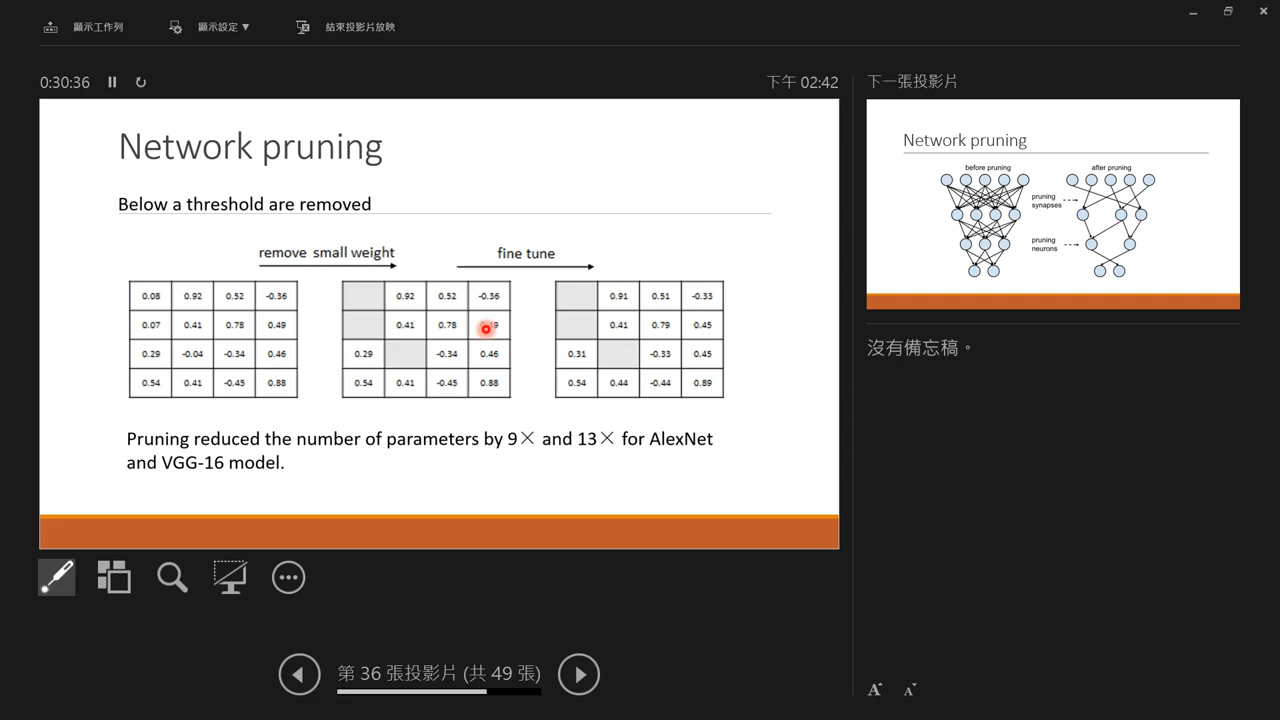 顯示工作列
顯示設定 ▼
結束投影片放映
0:30:36
下午 02:42
下一張投影片
Network pruning
Below a threshold are removed
remove small weight
fine tune
0.08 0.92 0.52 -0.36
0.07 0.41 0.78 0.49
0.29 -0.04 -0.34 0.46
0.54 0.41 -0.45 0.88
0.92 0.52 -0.36
0.41 0.78
0.29 -0.34 0.46
0.54 0.41 -0.45 0.88
0.91 0.51 -0.33
0.41 0.79 0.45
0.31 -0.33 0.45
0.54 0.44 -0.44 0.89
Pruning reduced the number of parameters by 9× and 13× for AlexNet
and VGG-16 model.
Network pruning
before pruning
after pruning
pruning
synapses
pruning
neurons
沒有備忘稿。
第 36 張投影片 (共 49 張)
A A